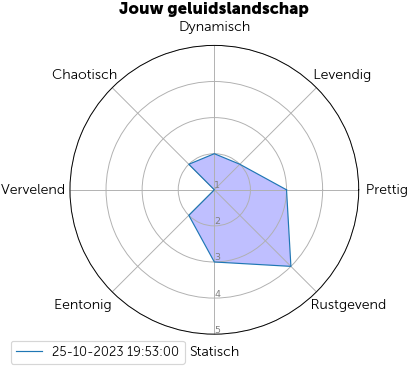 Jouw geluidslandschap
Dynamisch
Chaotisch
Levendig
Vervelend
Prettig
1
2
3
4
5
Eentonig
Rustgevend
25-10-2023 19:53:00
Statisch